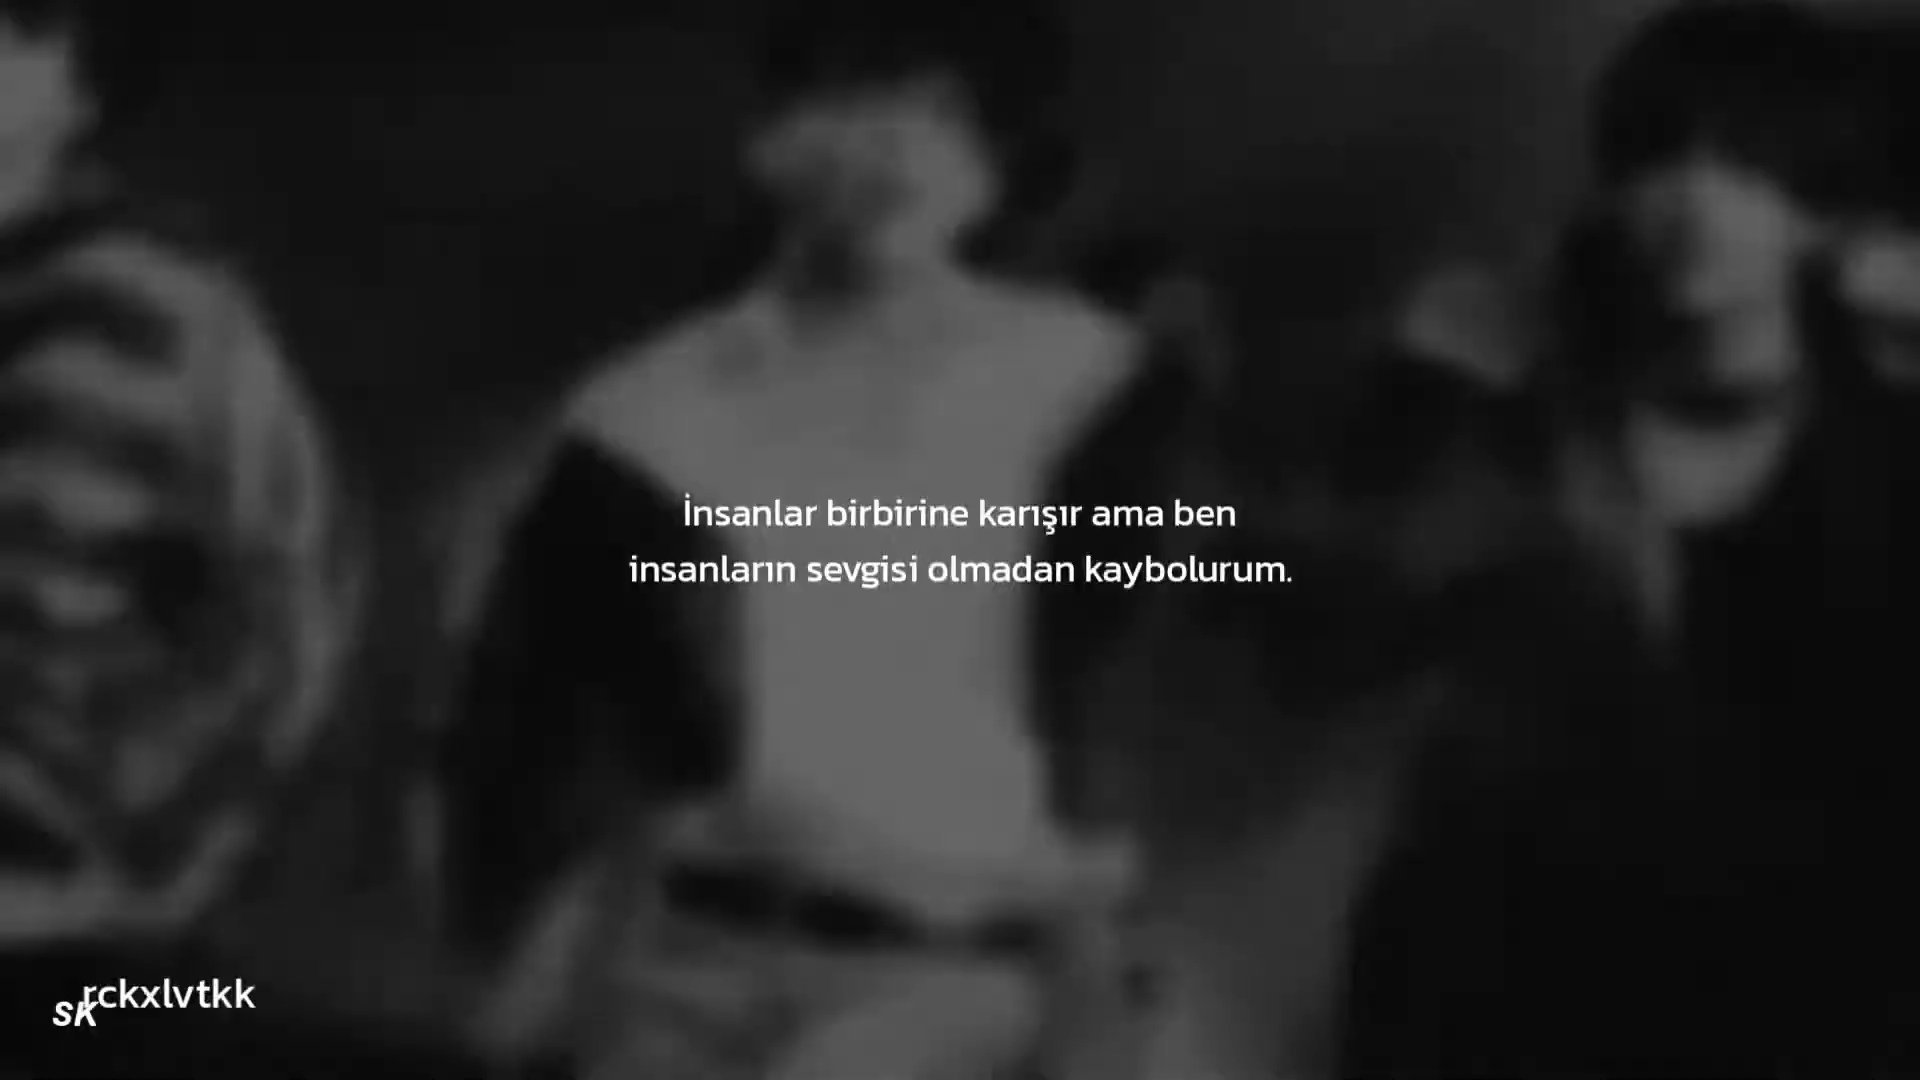 İnsanlar birbirine karışır ama ben
insanların sevgisi olmadan kaybolurum.
rckxlvtkk
SK